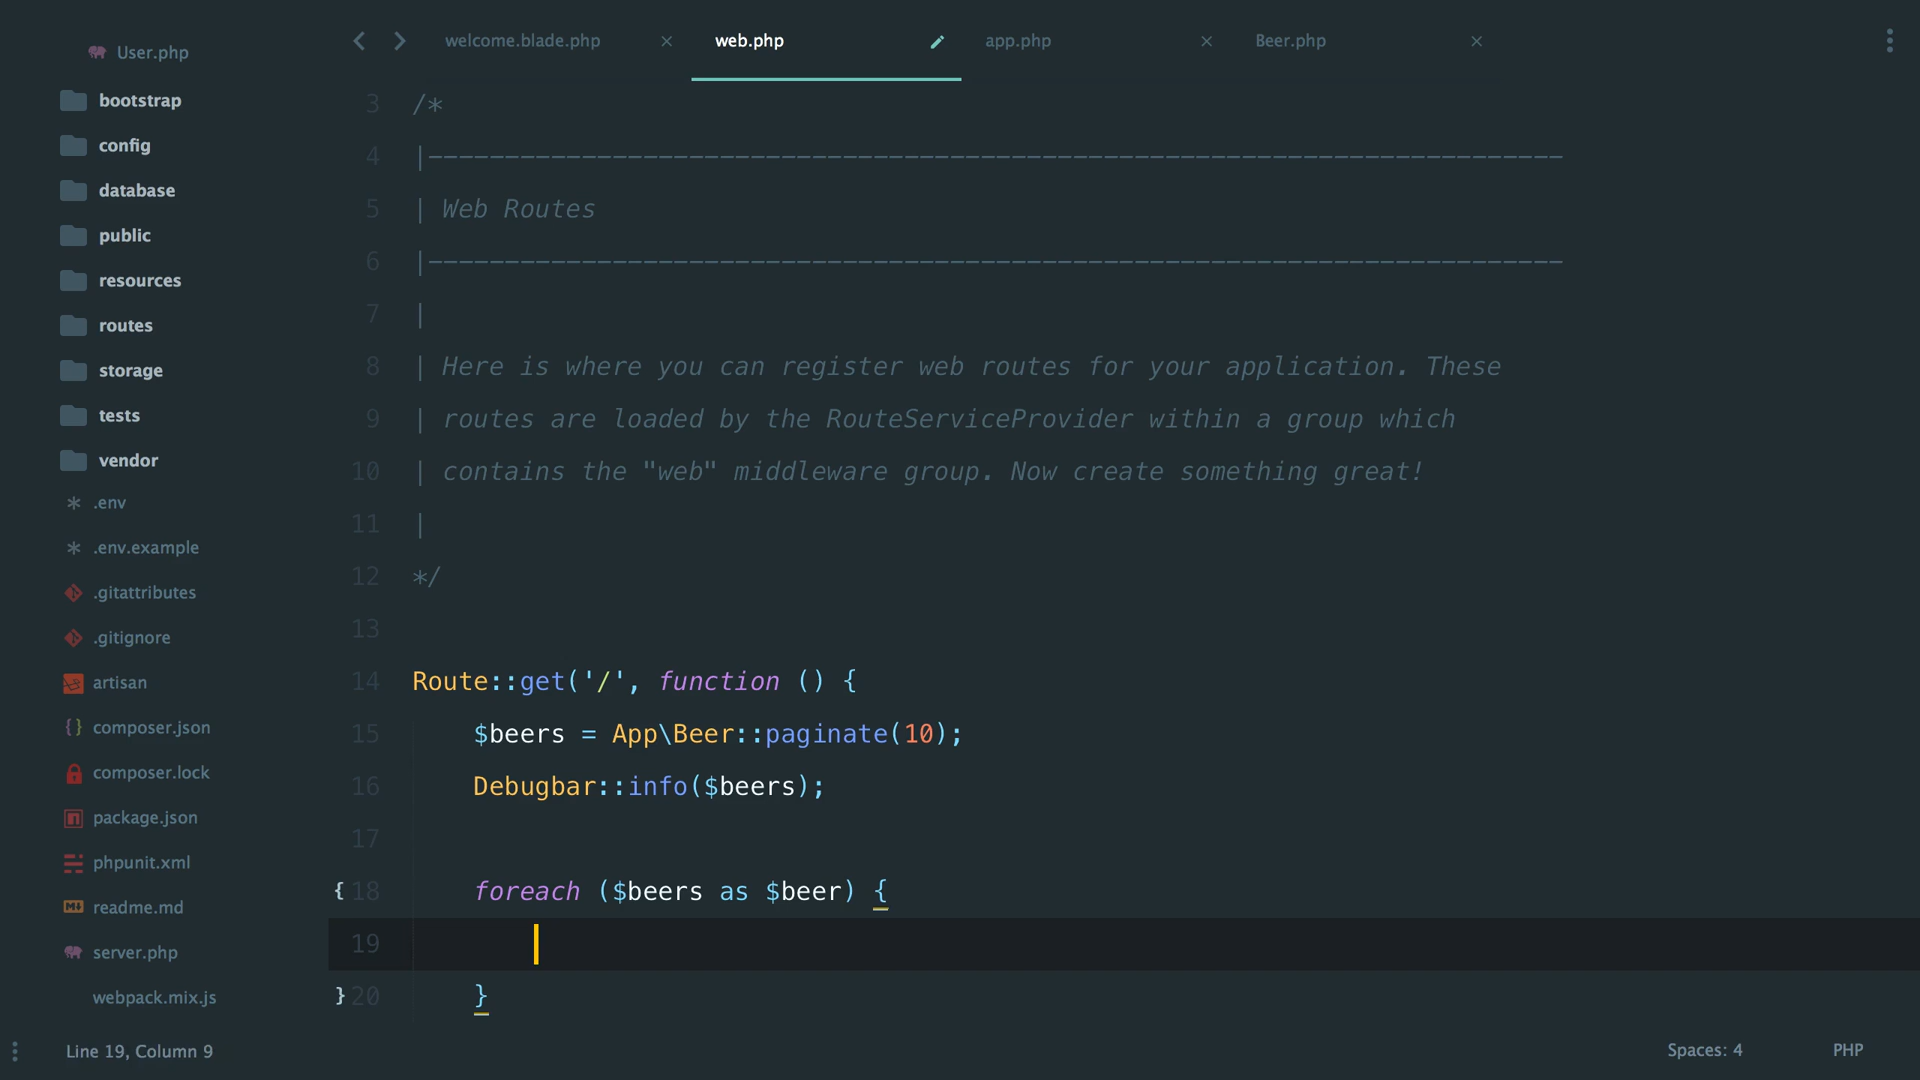 User.php
bootstrap
config
database
public
resources
routes
storage
tests
vendor
.env
.env.example
.gitattributes
.gitignore
artisan
composer.json
composer.lock
package.json
phpunit.xml
readme.md
server.php
webpack.mix.js
welcome.blade.php × web.php app.php × Beer.php ×
3 /*
4 |--------------------------------------------------------------------------
5 | Web Routes
6 |--------------------------------------------------------------------------
7 |
8 | Here is where you can register web routes for your application. These
9 | routes are loaded by the RouteServiceProvider within a group which
10 | contains the "web" middleware group. Now create something great!
11 |
12 */
13
14 Route::get('/', function () {
15     $beers = App\Beer::paginate(10);
16     Debugbar::info($beers);
17
{ 18     foreach ($beers as $beer) {
19
} 20     }
Line 19, Column 9
Spaces: 4 PHP